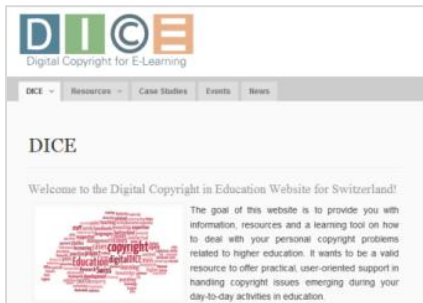 DICE
Digital Copyright for E-Learning
DICE Resources Case Studies Events News
DICE
Welcome to the Digital Copyright in Education Website for Switzerland!
copyright
Education
digital DICE
The goal of this website is to provide you with
information, resources and a learning tool on how
to deal with your personal copyright problems
related to higher education. It wants to be a valid
resource to offer practical, user-oriented support in
handling copyright issues emerging during your
day-to-day activities in education.